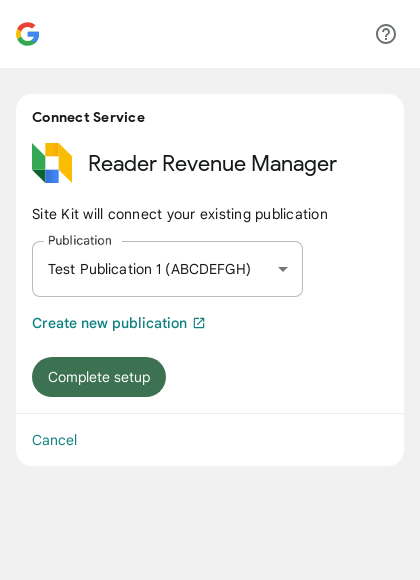 Connect Service
Reader Revenue Manager
Site Kit will connect your existing publication
Publication
Test Publication 1 (ABCDEFGH)
Create new publication
Complete setup
Cancel